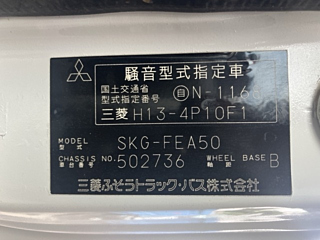 騒音型式指定車
国土交通省 型式指定番号 自N-116
三菱 H13-4P10F1
MODEL 型式 SKG-FEA50
CHASSIS NO. 車台番号 502736 WHEEL BASE 軸距 B
三菱ふそうトラック・バス株式会社